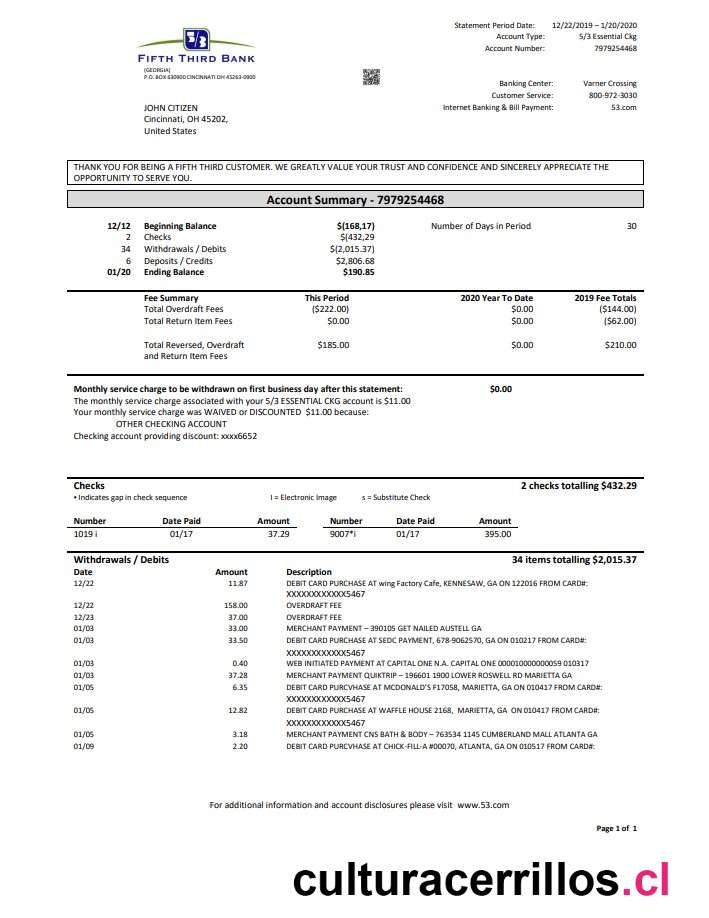 Statement Period Date: 12/22/2019 – 1/20/2020
Account Type: 5/3 Essential Ckg
Account Number: 7979254468
5/3
FIFTH THIRD BANK
(GEORGIA)
P.O. BOX 630900 CINCINNATI OH 45263-0900
Banking Center: Varner Crossing
Customer Service: 800-972-3030
Internet Banking & Bill Payment: 53.com
JOHN CITIZEN
Cincinnati, OH 45202,
United States
THANK YOU FOR BEING A FIFTH THIRD CUSTOMER. WE GREATLY VALUE YOUR TRUST AND CONFIDENCE AND SINCERELY APPRECIATE THE
OPPORTUNITY TO SERVE YOU.
Account Summary - 7979254468
12/12 Beginning Balance $(168,17) Number of Days in Period 30
2 Checks $(432,29
34 Withdrawals / Debits $(2,015.37)
6 Deposits / Credits $2,806.68
01/20 Ending Balance $190.85
Fee Summary This Period 2020 Year To Date 2019 Fee Totals
Total Overdraft Fees ($222.00) $0.00 ($144.00)
Total Return Item Fees $0.00 $0.00 ($62.00)
Total Reversed, Overdraft $185.00 $0.00 $210.00
and Return Item Fees
Monthly service charge to be withdrawn on first business day after this statement: $0.00
The monthly service charge associated with your 5/3 ESSENTIAL CKG account is $11.00
Your monthly service charge was WAIVED or DISCOUNTED $11.00 because:
OTHER CHECKING ACCOUNT
Checking account providing discount: xxxx6652
Checks 2 checks totalling $432.29
• Indicates gap in check sequence I = Electronic Image s = Substitute Check
Number Date Paid Amount Number Date Paid Amount
1019 i 01/17 37.29 9007*i 01/17 395.00
Withdrawals / Debits 34 items totalling $2,015.37
Date Amount Description
12/22 11.87 DEBIT CARD PURCHASE AT wing Factory Cafe, KENNESAW, GA ON 122016 FROM CARD#:
XXXXXXXXXXXX5467
12/22 158.00 OVERDRAFT FEE
12/23 37.00 OVERDRAFT FEE
01/03 33.00 MERCHANT PAYMENT – 390105 GET NAILED AUSTELL GA
01/03 33.50 DEBIT CARD PURCHASE AT SEDC PAYMENT, 678-9062570, GA ON 010217 FROM CARD#:
XXXXXXXXXXXX5467
01/03 0.40 WEB INITIATED PAYMENT AT CAPITAL ONE N.A. CAPITAL ONE 000010000000059 010317
01/03 37.28 MERCHANT PAYMENT QUIKTRIP – 196601 1900 LOWER ROSWELL RD MARIETTA GA
01/05 6.35 DEBIT CARD PURCVHASE AT MCDONALD'S F17058, MARIETTA, GA ON 010417 FROM CARD#:
XXXXXXXXXXXX5467
01/05 12.82 DEBIT CARD PURCHASE AT WAFFLE HOUSE 2168, MARIETTA, GA ON 010417 FROM CARD#:
XXXXXXXXXXXX5467
01/05 3.18 MERCHANT PAYMENT CNS BATH & BODY – 763534 1145 CUMBERLAND MALL ATLANTA GA
01/09 2.20 DEBIT CARD PURCVHASE AT CHICK-FILL-A #00070, ATLANTA, GA ON 010517 FROM CARD#:
For additional information and account disclosures please visit www.53.com
Page 1 of 1
culturacerrillos.cl